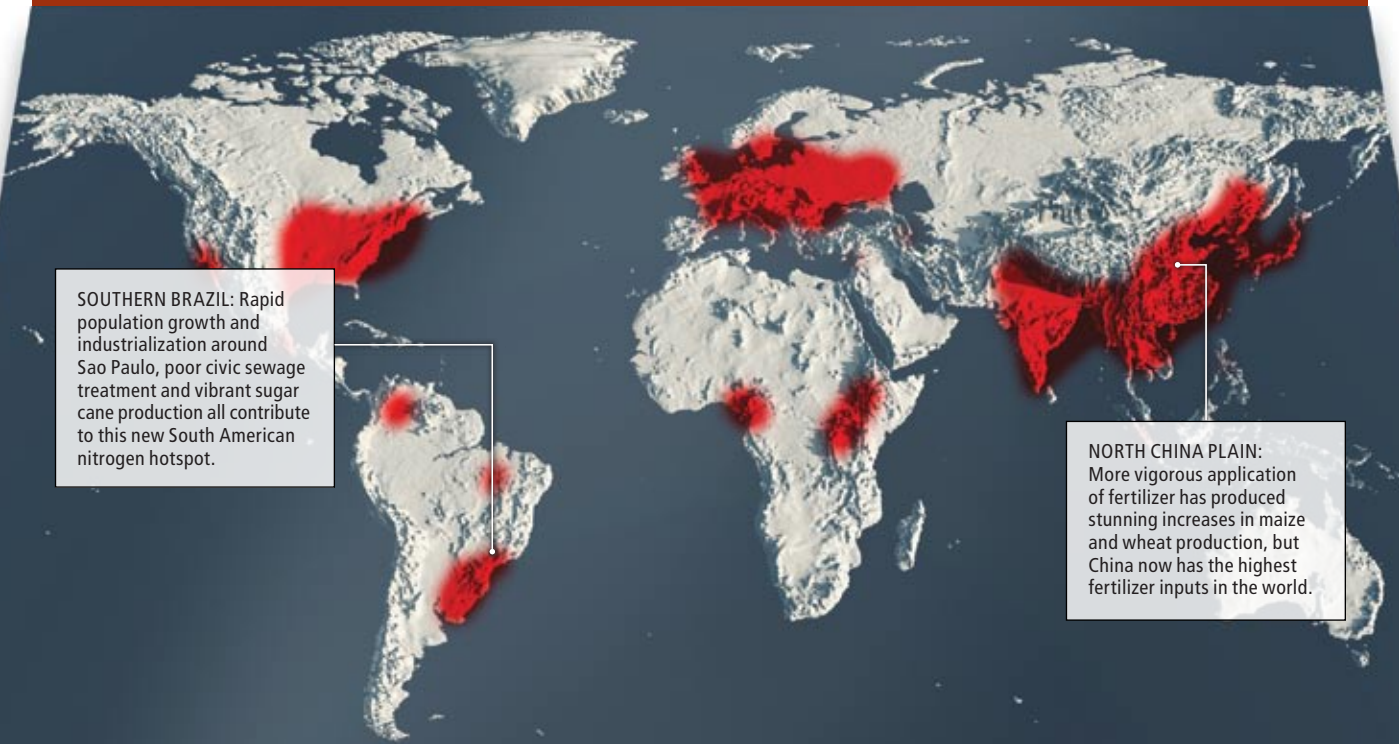 SOUTHERN BRAZIL: Rapid
population growth and
industrialization around
Sao Paulo, poor civic sewage
treatment and vibrant sugar
cane production all contribute
to this new South American
nitrogen hotspot.
NORTH CHINA PLAIN:
More vigorous application
of fertilizer has produced
stunning increases in maize
and wheat production, but
China now has the highest
fertilizer inputs in the world.